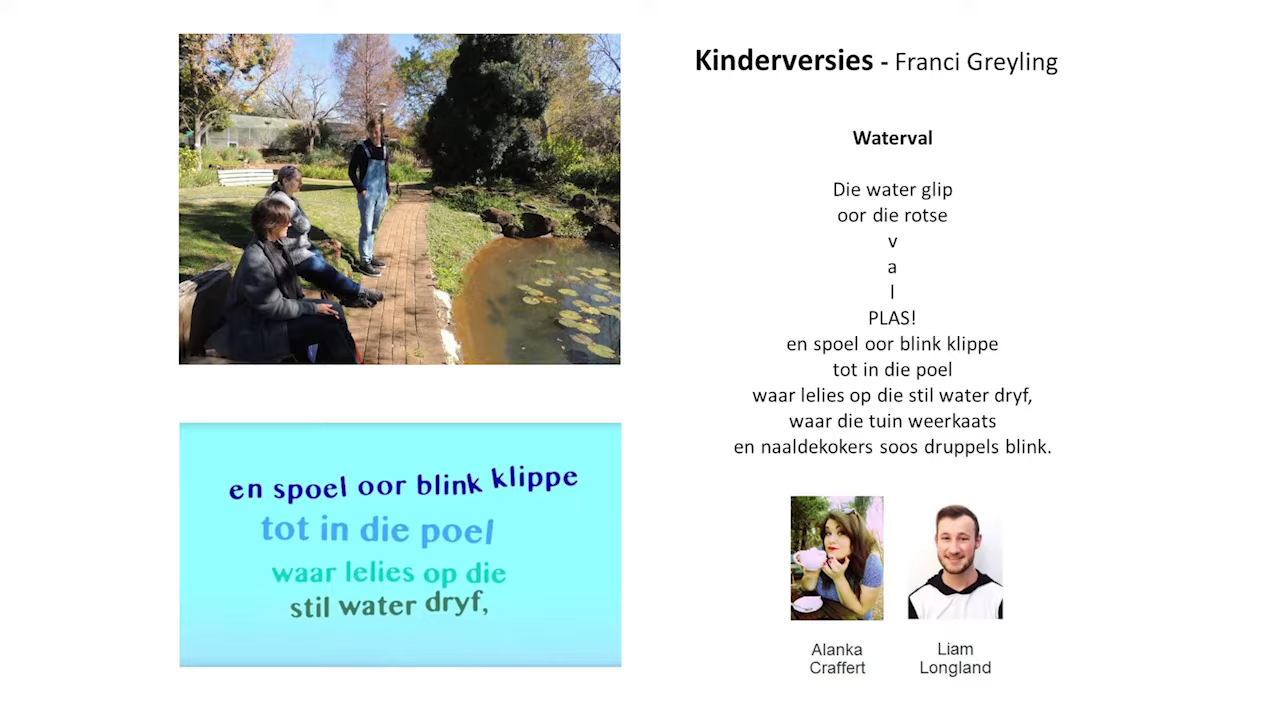 Kinderversies - Franci Greyling
Waterval
Die water glip
oor die rotse
v
a
l
PLAS!
en spoel oor blink klippe
tot in die poel
waar lelies op die stil water dryf,
waar die tuin weerkaats
en naaldekokers soos druppels blink.
en spoel oor blink klippe
tot in die poel
waar lelies op die
stil water dryf,
Alanka
Craffert
Liam
Longland